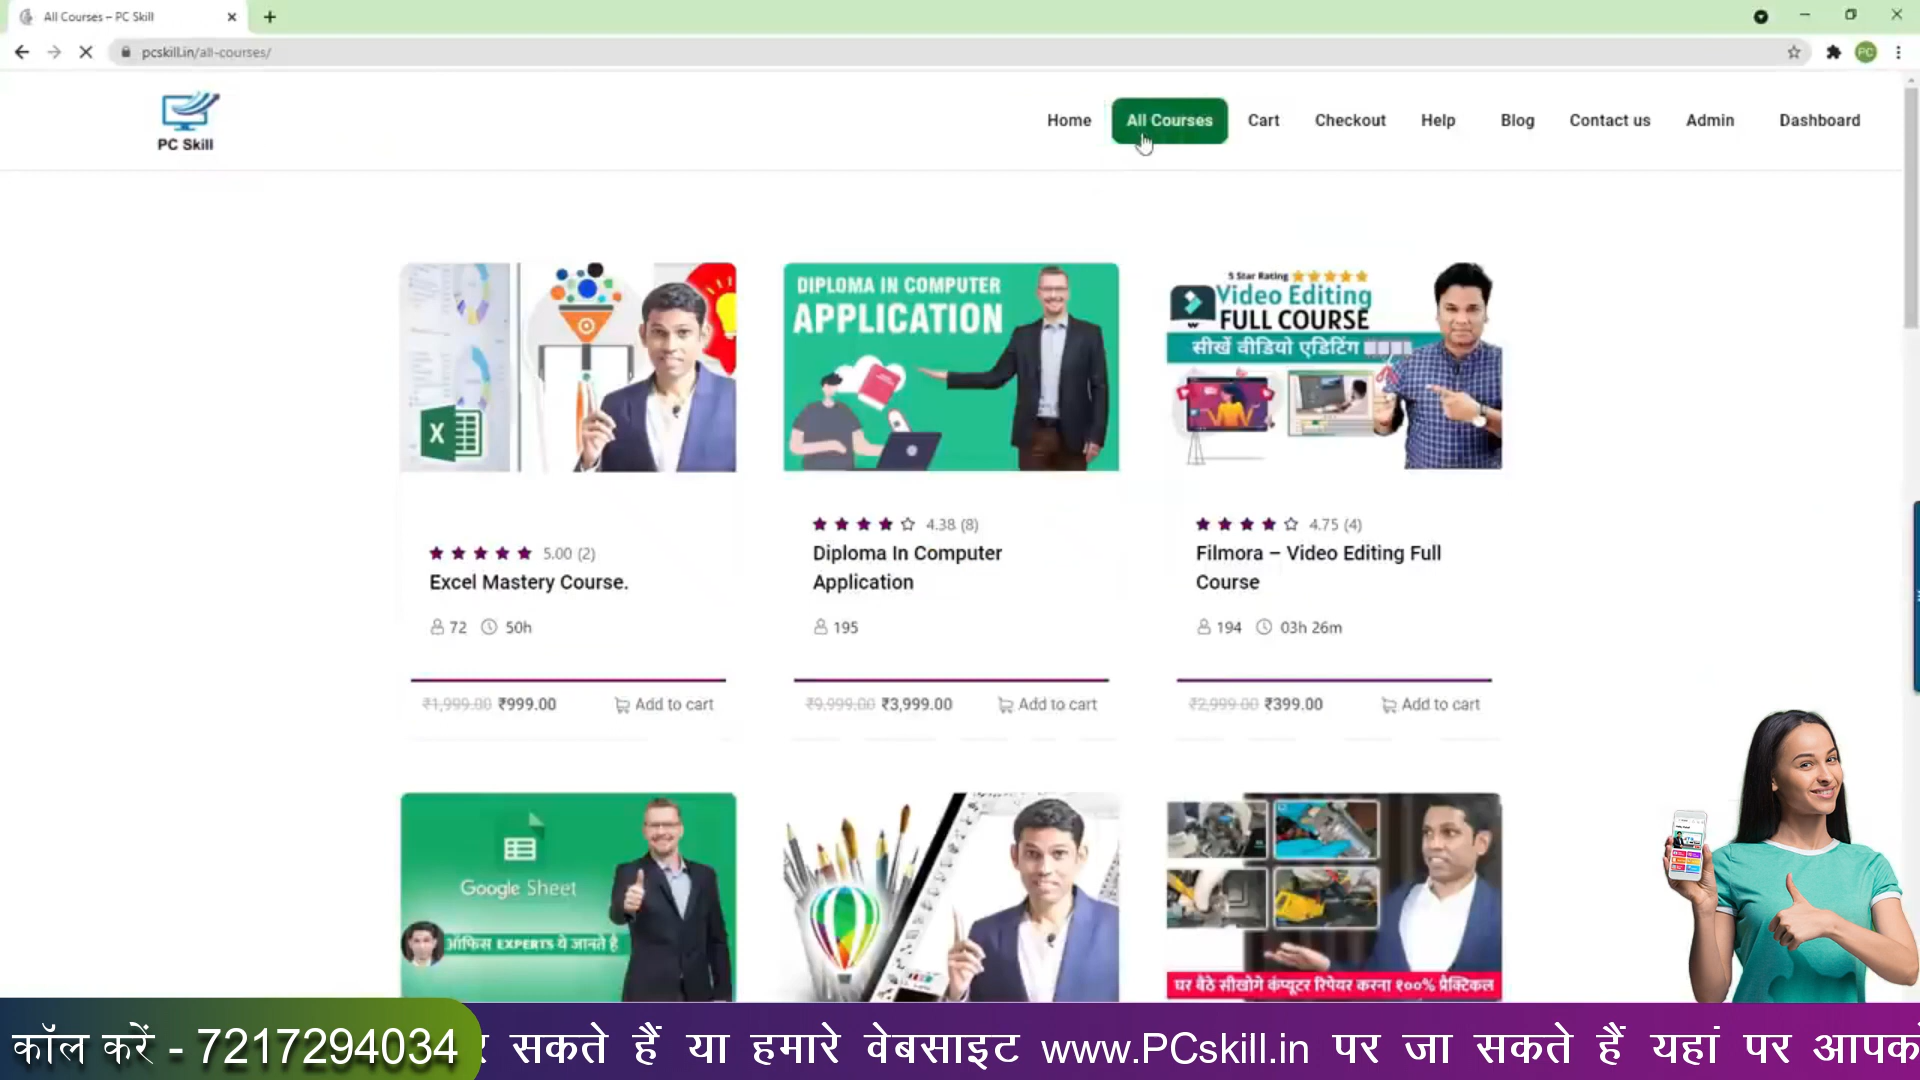 All Courses – PC Skill
pcskill.in/all-courses/
PC
PC Skill
Home
All Courses
Cart
Checkout
Help
Blog
Contact us
Admin
Dashboard
X
DIPLOMA IN COMPUTER
APPLICATION
5 Star Rating
Video Editing
FULL COURSE
सीखें वीडियो एडिटिंग
5.00 (2)
Excel Mastery Course.
72 50h
₹1,999.00 ₹999.00 Add to cart
4.38 (8)
Diploma In Computer
Application
195
₹9,999.00 ₹3,999.00 Add to cart
4.75 (4)
Filmora – Video Editing Full
Course
194 03h 26m
₹2,999.00 ₹399.00 Add to cart
Google Sheet
ऑफिस EXPERTS ये जानते है
घर बैठे सीखोगे कंप्यूटर रिपेयर करना १००% प्रैक्टिकल
कॉल करें - 7217294034
सकते हैं या हमारे वेबसाइट www.PCskill.in पर जा सकते हैं यहां पर